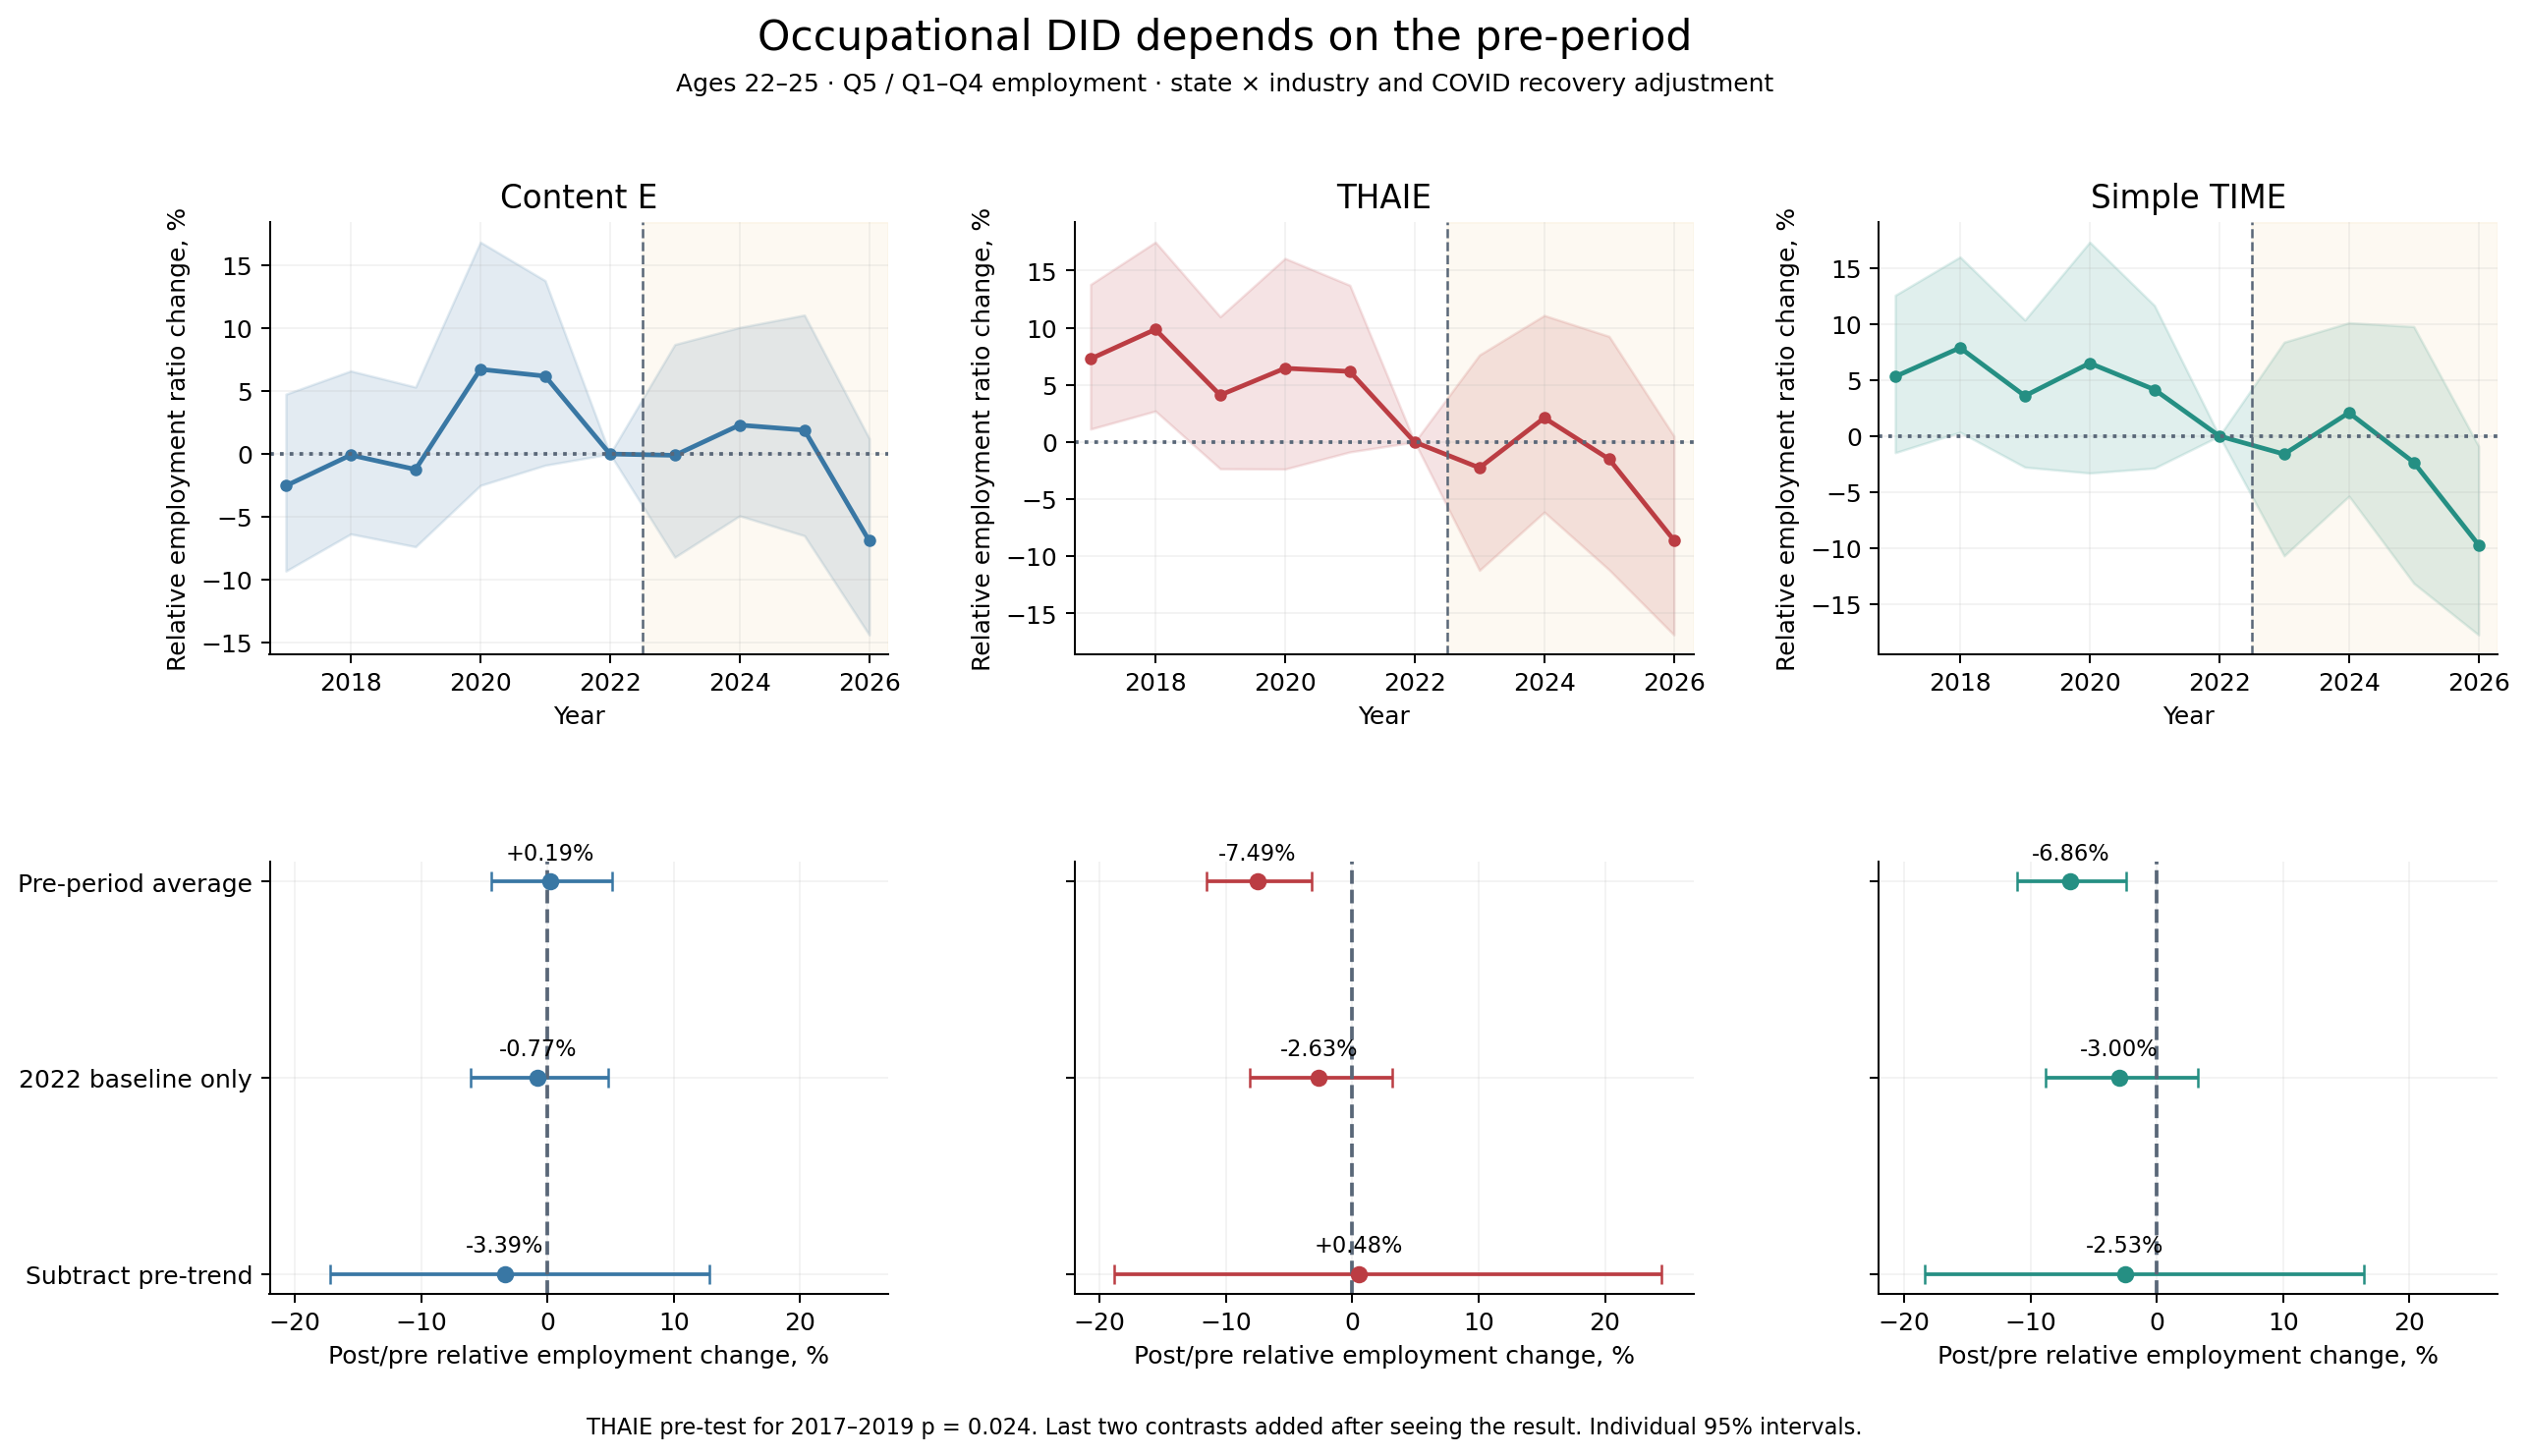 Occupational DID depends on the pre-period
Ages 22–25 · Q5 / Q1–Q4 employment · state × industry and COVID recovery adjustment
Content E
Relative employment ratio change, %
15
10
5
0
−5
−10
−15
2018 2020 2022 2024 2026
Year
THAIE
Relative employment ratio change, %
15
10
5
0
−5
−10
−15
2018 2020 2022 2024 2026
Year
Simple TIME
Relative employment ratio change, %
15
10
5
0
−5
−10
−15
2018 2020 2022 2024 2026
Year
Pre-period average
2022 baseline only
Subtract pre-trend
+0.19%
-0.77%
-3.39%
−20 −10 0 10 20
Post/pre relative employment change, %
-7.49%
-2.63%
+0.48%
−20 −10 0 10 20
Post/pre relative employment change, %
-6.86%
-3.00%
-2.53%
−20 −10 0 10 20
Post/pre relative employment change, %
THAIE pre-test for 2017–2019 p = 0.024. Last two contrasts added after seeing the result. Individual 95% intervals.